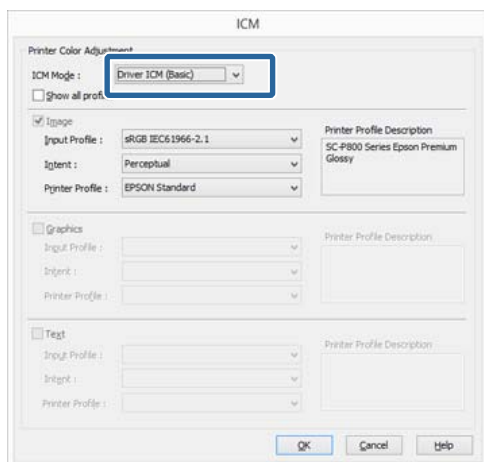 ICM
Printer Color Adjustment
ICM Mode :
Driver ICM (Basic)
Show all
Image
Input Profile :
sRGB IEC61966-2.1
Intent :
Perceptual
Printer Profile :
EPSON Standard
Printer Profile Description
SC-P800 Series Epson Premium
Glossy
Graphics
Input Profile :
Intent :
Printer Profile :
Printer Profile Description
Text
Input Profile :
Intent :
Printer Profile :
Printer Profile Description
OK
Cancel
Help